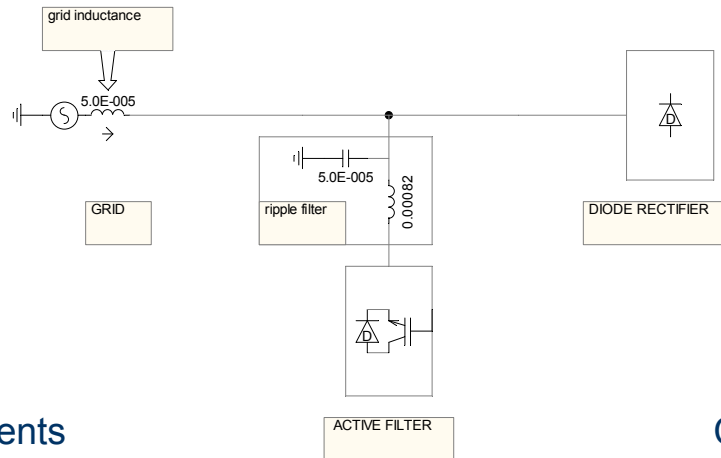 grid inductance
5.0E-005
D
5.0E-005
0.00082
GRID
ripple filter
DIODE RECTIFIER
D
ACTIVE FILTER
ents
C